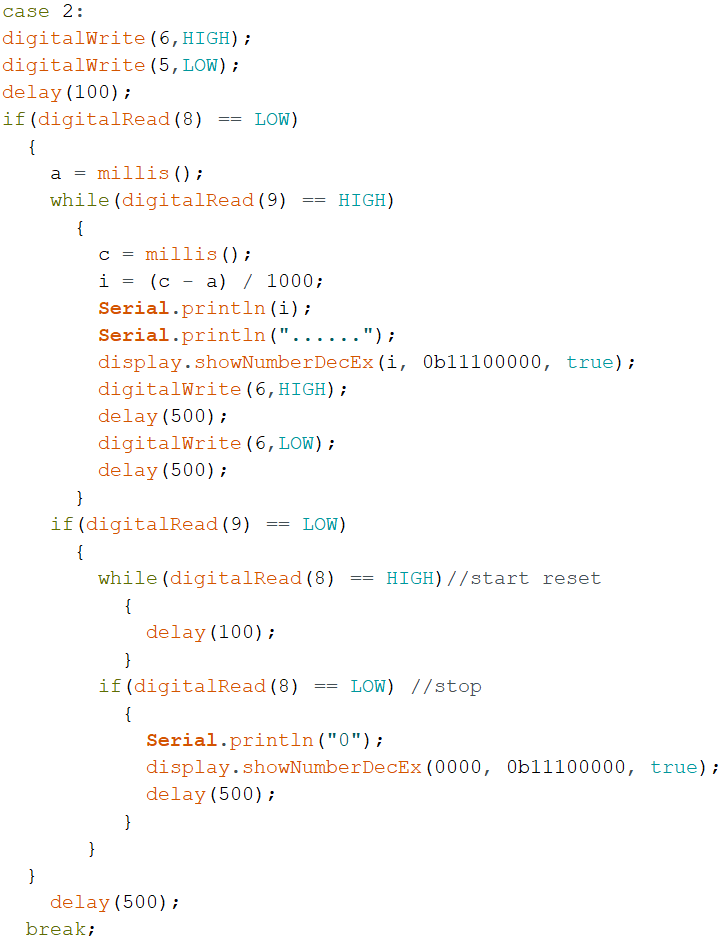 case 2:
digitalWrite(6,HIGH);
digitalWrite(5,LOW);
delay(100);
if(digitalRead(8) == LOW)
  {
    a = millis();
    while(digitalRead(9) == HIGH)
      {
        c = millis();
        i = (c - a) / 1000;
        Serial.println(i);
        Serial.println("......");
        display.showNumberDecEx(i, 0b11100000, true);
        digitalWrite(6,HIGH);
        delay(500);
        digitalWrite(6,LOW);
        delay(500);
      }
    if(digitalRead(9) == LOW)
      {
        while(digitalRead(8) == HIGH)//start reset
          {
            delay(100);
          }
        if(digitalRead(8) == LOW) //stop
          {
            Serial.println("0");
            display.showNumberDecEx(0000, 0b11100000, true);
            delay(500);
          }
       }
  }
    delay(500);
  break;